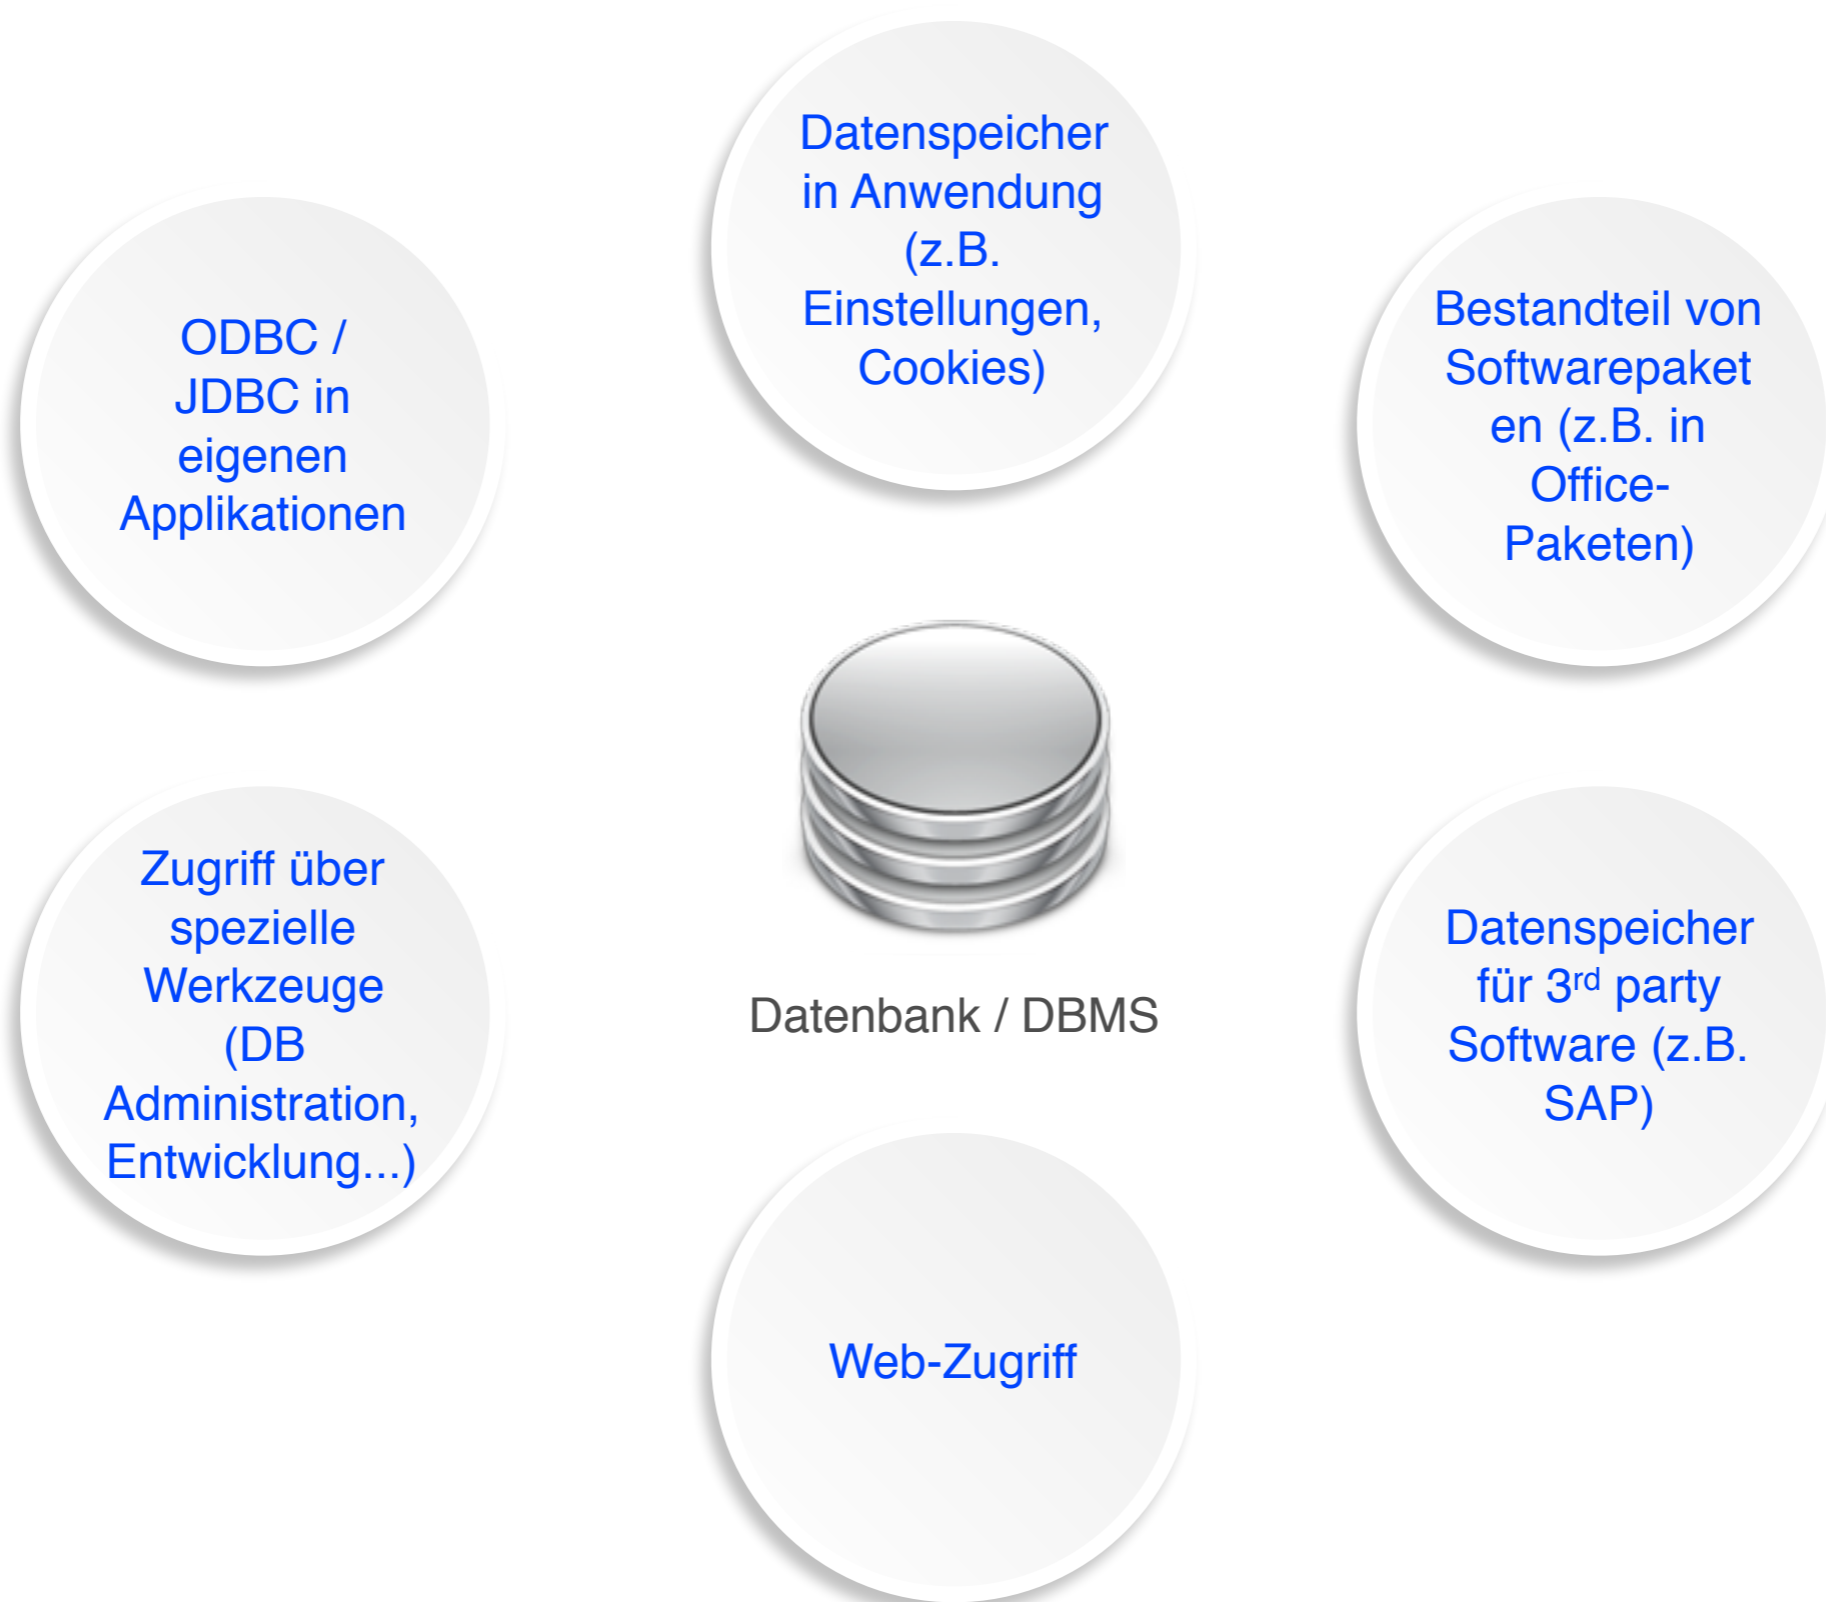 Datenspeicher
in Anwendung
(z.B.
Einstellungen,
Cookies)
ODBC /
JDBC in
eigenen
Applikationen
Bestandteil von
Softwarepaket
en (z.B. in
Office-
Paketen)
Zugriff über
spezielle
Werkzeuge
(DB
Administration,
Entwicklung...)
Datenbank / DBMS
Datenspeicher
für 3rd party
Software (z.B.
SAP)
Web-Zugriff